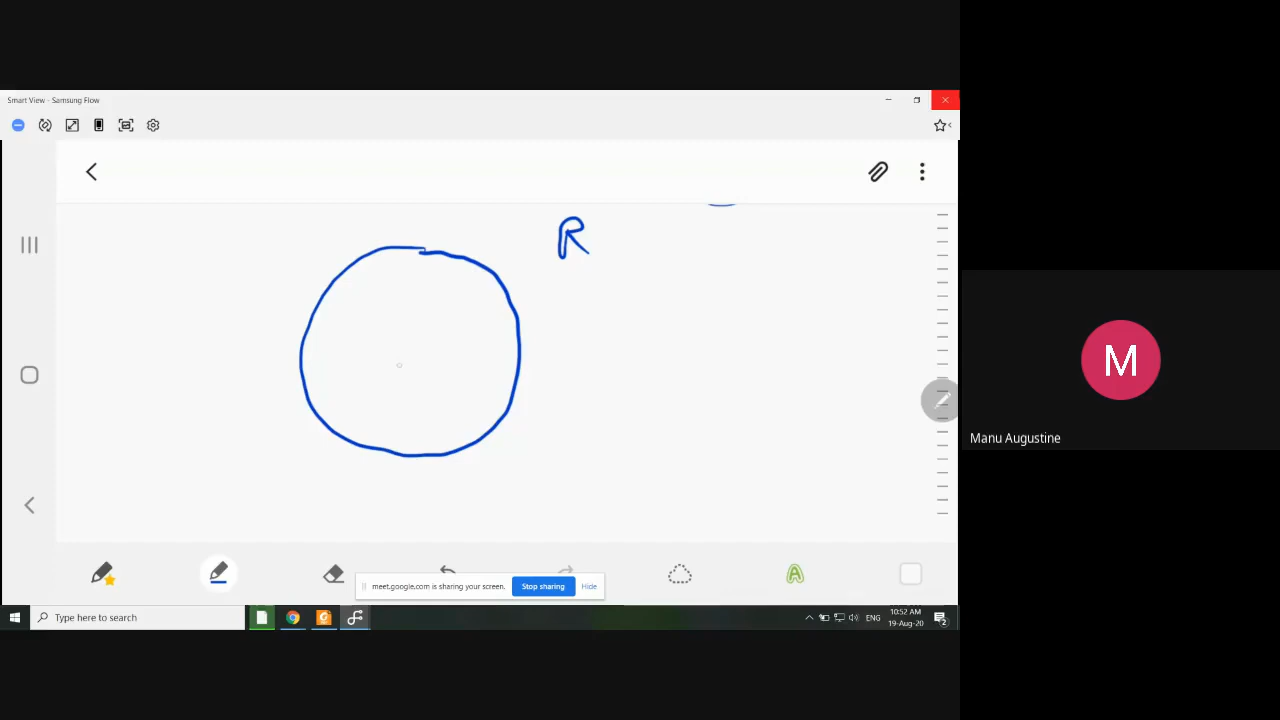 Smart View - Samsung Flow
R
M
Manu Augustine
A
meet.google.com is sharing your screen.
Stop sharing
Hide
Type here to search
ENG
10:52 AM
19-Aug-20
2